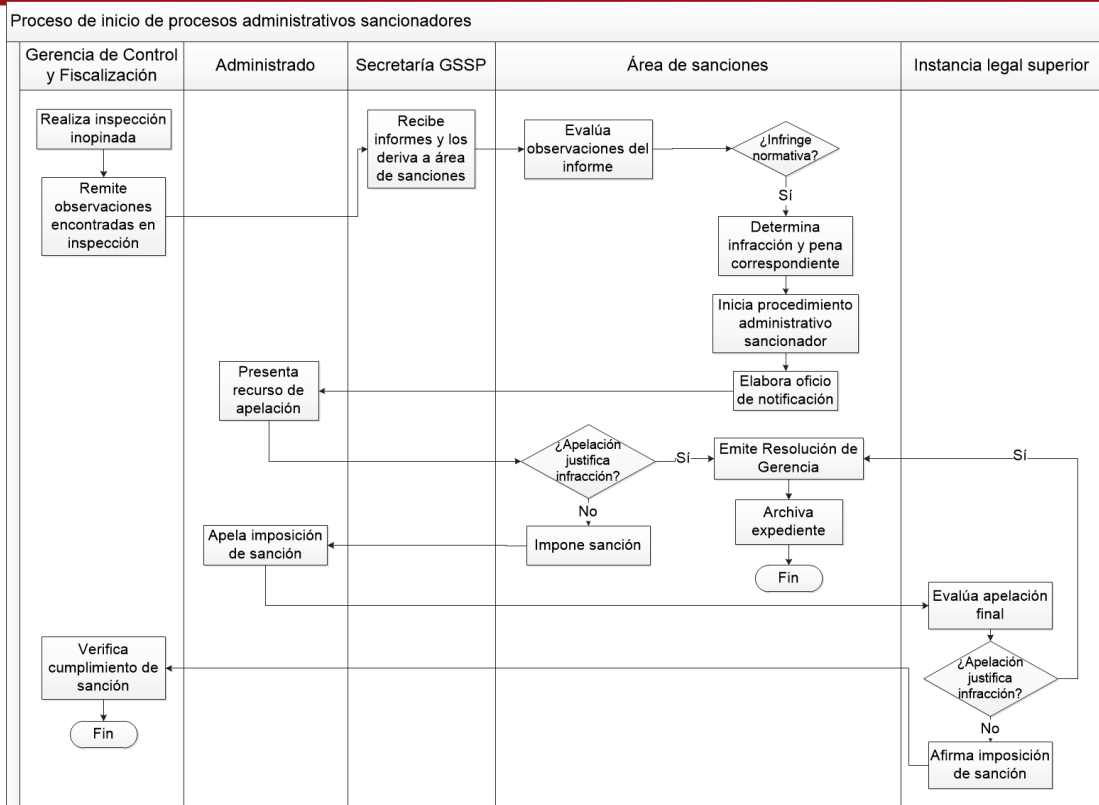 Proceso de inicio de procesos administrativos sancionadores
Gerencia de Control
y Fiscalización
Administrado
Secretaría GSSP
Área de sanciones
Instancia legal superior
Realiza inspección
inopinada
Remite
observaciones
encontradas en
inspección
Recibe
informes y los
deriva a área
de sanciones
Evalúa
observaciones del
informe
¿Infringe
normativa?
Sí
Determina
infracción y pena
correspondiente
Inicia procedimiento
administrativo
sancionador
Elabora oficio
de notificación
Presenta
recurso de
apelación
¿Apelación
justifica
infracción?
Sí
Emite Resolución de
Gerencia
Sí
No
Archiva
expediente
Impone sanción
Apela imposición
de sanción
Fin
Evalúa apelación
final
¿Apelación
justifica
infracción?
No
Afirma imposición
de sanción
Verifica
cumplimiento de
sanción
Fin